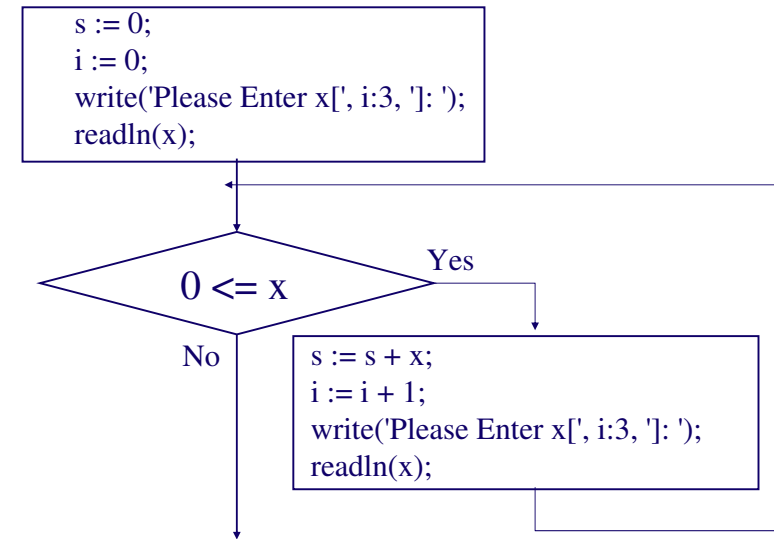 s := 0;
i := 0;
write('Please Enter x[', i:3, ']: ');
readln(x);
0 <= x
Yes
No
s := s + x;
i := i + 1;
write('Please Enter x[', i:3, ']: ');
readln(x);